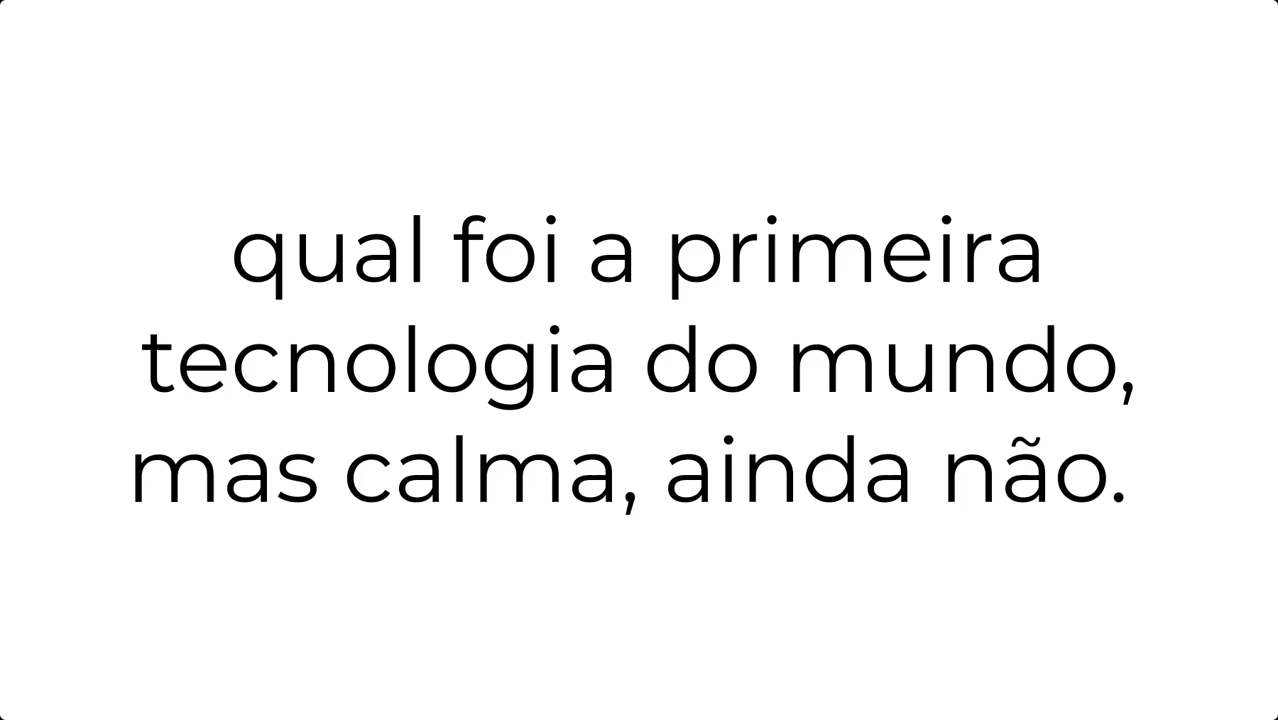 qual foi a primeira
tecnologia do mundo,
mas calma, ainda não.